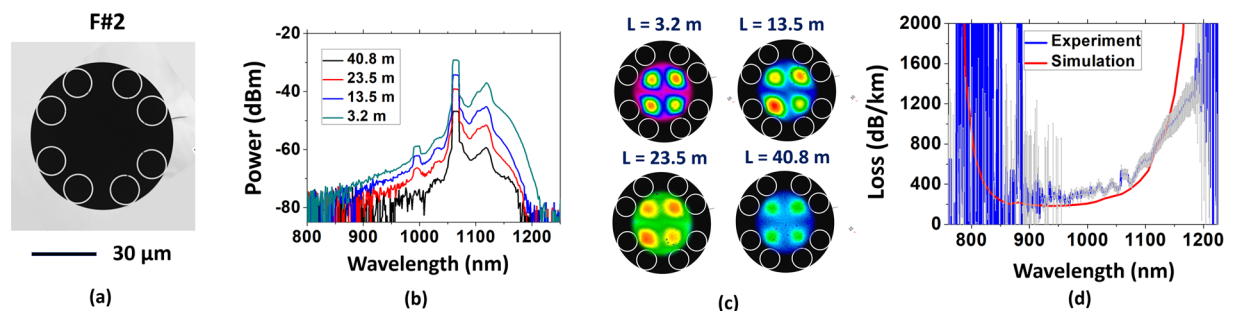 F#2
30 µm
(a)
Power (dBm)
-20
-40
-60
-80
40.8 m
23.5 m
13.5 m
3.2 m
800
900
1000
1100
1200
Wavelength (nm)
(b)
L = 3.2 m
L = 13.5 m
L = 23.5 m
L = 40.8 m
(c)
Loss (dB/km)
2000
1600
1200
800
400
0
Experiment
Simulation
800
900
1000
1100
1200
Wavelength (nm)
(d)